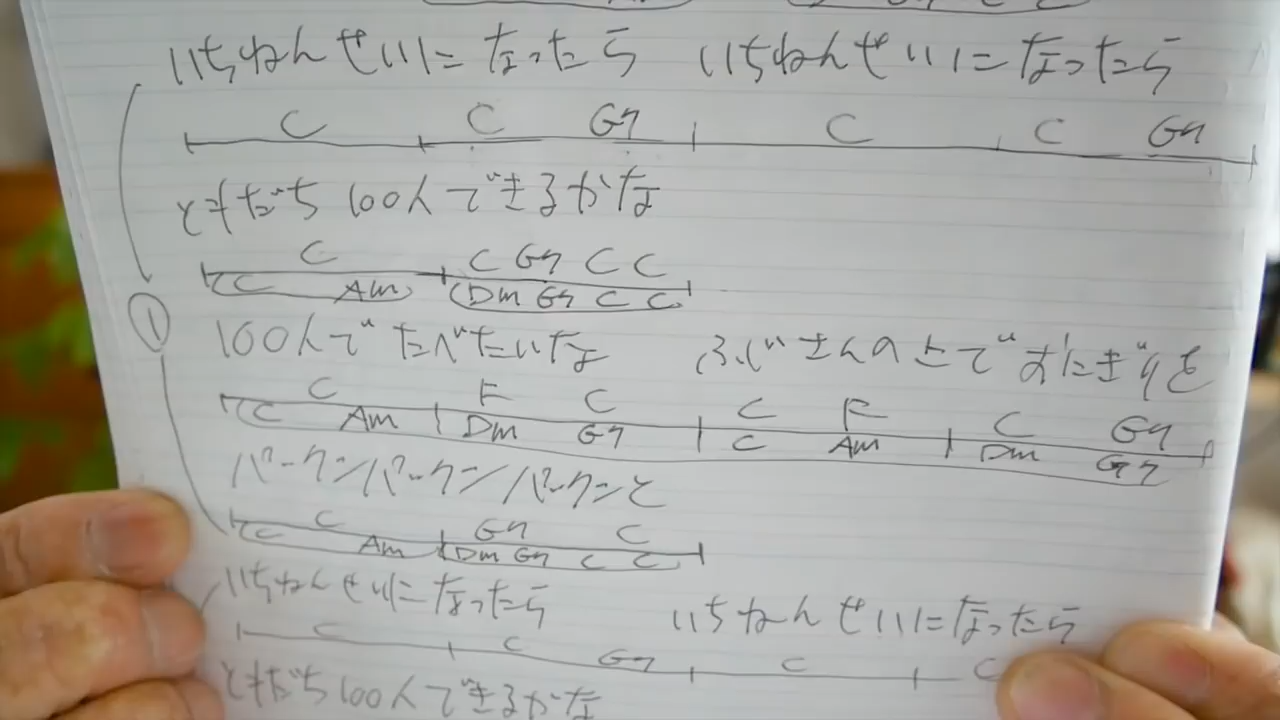 いちねんせいになったら いちねんせいになったら
C C G7 C C G7
ともだち 100人できるかな
C C G7 C C
C Am Dm G7 C C
① 100人でたべたいな ふじさんの上でおにぎりを
C F C C F C G7
C Am Dm G7 C Am Dm G7
パークンパークンパークンと
C G7 C
C Am Dm G7 C C
いちねんせいになったら いちねんせいになったら
C C G7 C C
ともだち100人できるかな